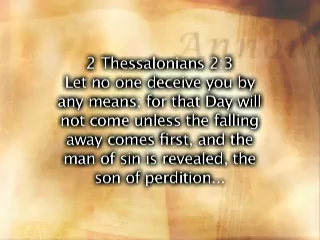 Anno
2 Thessalonians 2:3
Let no one deceive you by
any means, for that Day will
not come unless the falling
away comes first, and the
man of sin is revealed, the
son of perdition...